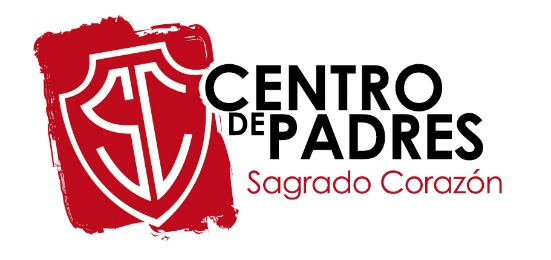 SC
CENTRO
DE PADRES
Sagrado Corazón